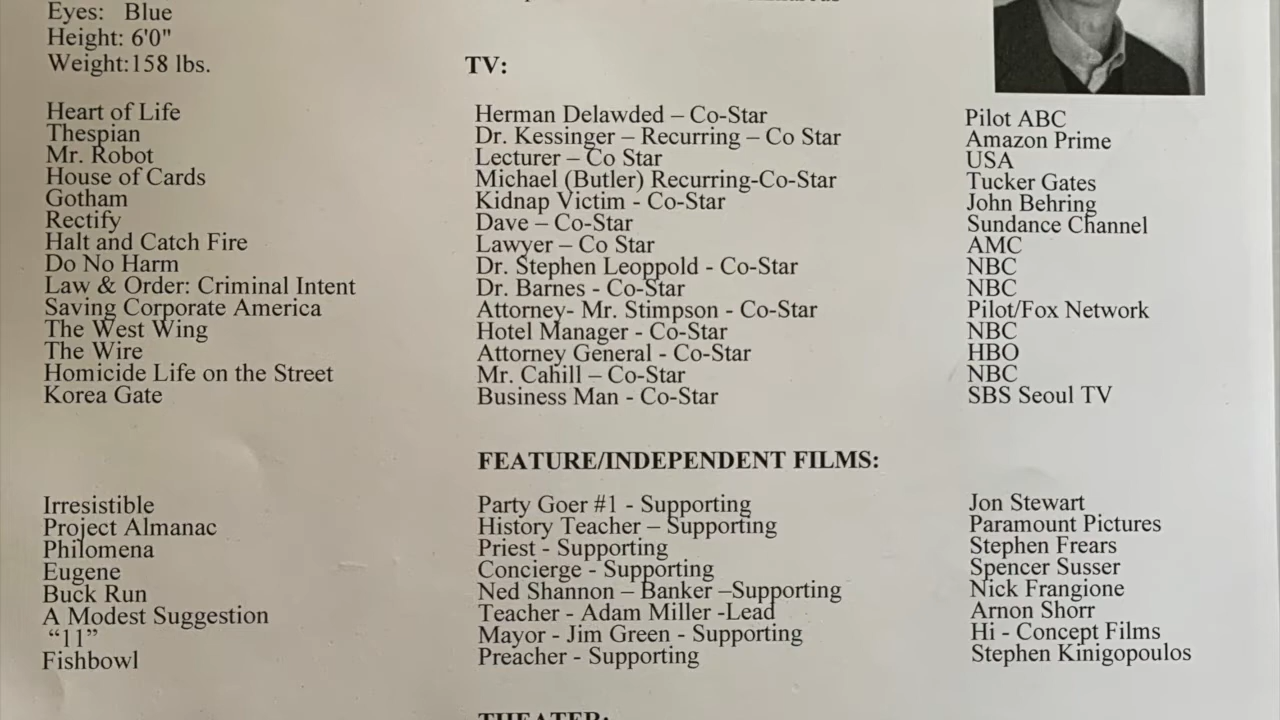 Eyes: Blue
Height: 6'0"
Weight:158 lbs.
TV:
Heart of Life Herman Delawded – Co-Star Pilot ABC
Thespian Dr. Kessinger – Recurring – Co Star Amazon Prime
Mr. Robot Lecturer – Co Star USA
House of Cards Michael (Butler) Recurring-Co-Star Tucker Gates
Gotham Kidnap Victim - Co-Star John Behring
Rectify Dave – Co-Star Sundance Channel
Halt and Catch Fire Lawyer – Co Star AMC
Do No Harm Dr. Stephen Leoppold - Co-Star NBC
Law & Order: Criminal Intent Dr. Barnes - Co-Star NBC
Saving Corporate America Attorney- Mr. Stimpson - Co-Star Pilot/Fox Network
The West Wing Hotel Manager - Co-Star NBC
The Wire Attorney General - Co-Star HBO
Homicide Life on the Street Mr. Cahill – Co-Star NBC
Korea Gate Business Man - Co-Star SBS Seoul TV
FEATURE/INDEPENDENT FILMS:
Irresistible Party Goer #1 - Supporting Jon Stewart
Project Almanac History Teacher – Supporting Paramount Pictures
Philomena Priest - Supporting Stephen Frears
Eugene Concierge - Supporting Spencer Susser
Buck Run Ned Shannon – Banker –Supporting Nick Frangione
A Modest Suggestion Teacher - Adam Miller -Lead Arnon Shorr
“11” Mayor - Jim Green - Supporting Hi - Concept Films
Fishbowl Preacher - Supporting Stephen Kinigopoulos
THEATER: